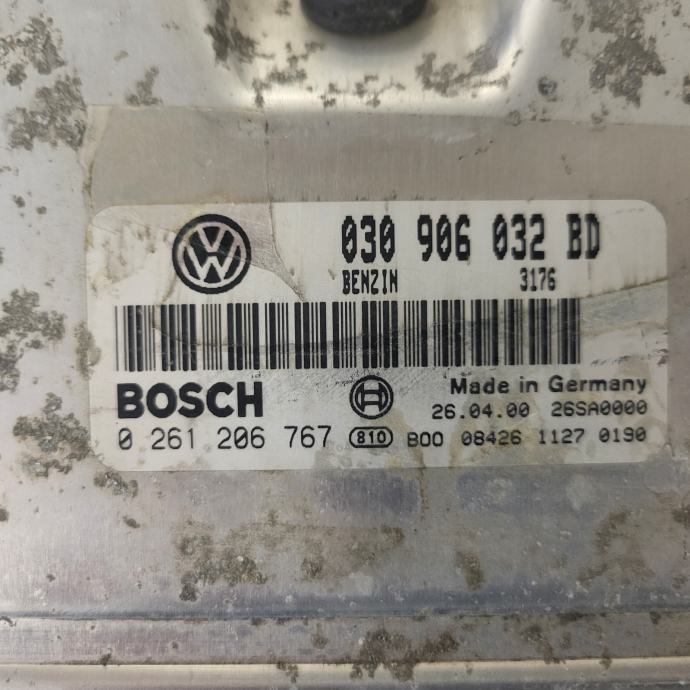 030 906 032 BD
BENZIN 3176
BOSCH Made in Germany
26.04.00 26SA0000
0 261 206 767 810 BOO 08426 1127 0190